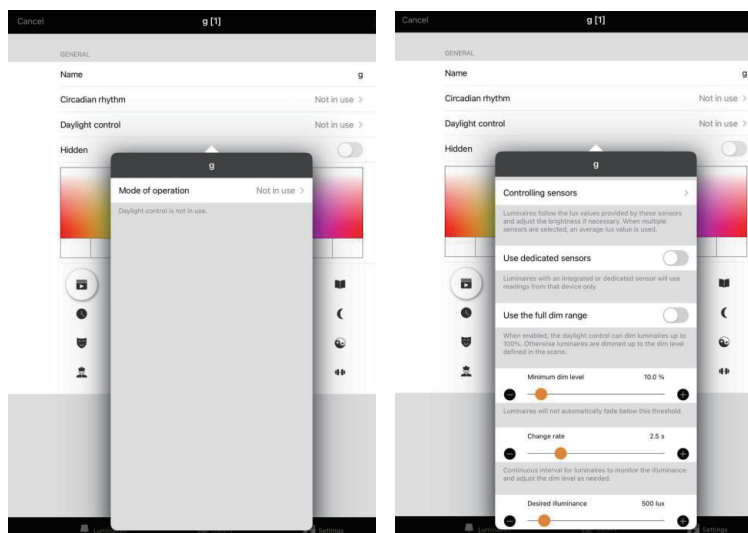 Cancel
g [1]
GENERAL
Name
g
Circadian rhythm
Not in use
Daylight control
Not in use
Hidden
g
Mode of operation
Not in use
Daylight control is not in use.
Settings
Cancel
g [1]
GENERAL
Name
g
Circadian rhythm
Not in use
Daylight control
Not in use
Hidden
g
Controlling sensors
Luminaires follow the lux values provided by these sensors
and adjust the brightness if necessary. When multiple
sensors are selected, an average lux value is used.
Use dedicated sensors
Luminaires with an integrated or dedicated sensor will use
readings from that device only.
Use the full dim range
When enabled, the daylight control can dim luminaires up to
100%. Otherwise luminaires are dimmed up to the dim level
defined in the scene.
Minimum dim level
10.0 %
Luminaires will not automatically fade below this threshold.
Change rate
2.5 s
Continuous interval for luminaires to monitor the illuminance
and adjust the dim level as needed.
Desired illuminance
500 lux
Settings